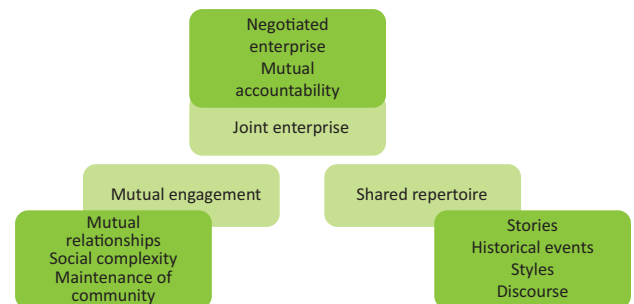 Negotiated
enterprise
Mutual
accountability
Joint enterprise
Mutual engagement
Shared repertoire
Mutual
relationships
Social complexity
Maintenance of
community
Stories
Historical events
Styles
Discourse